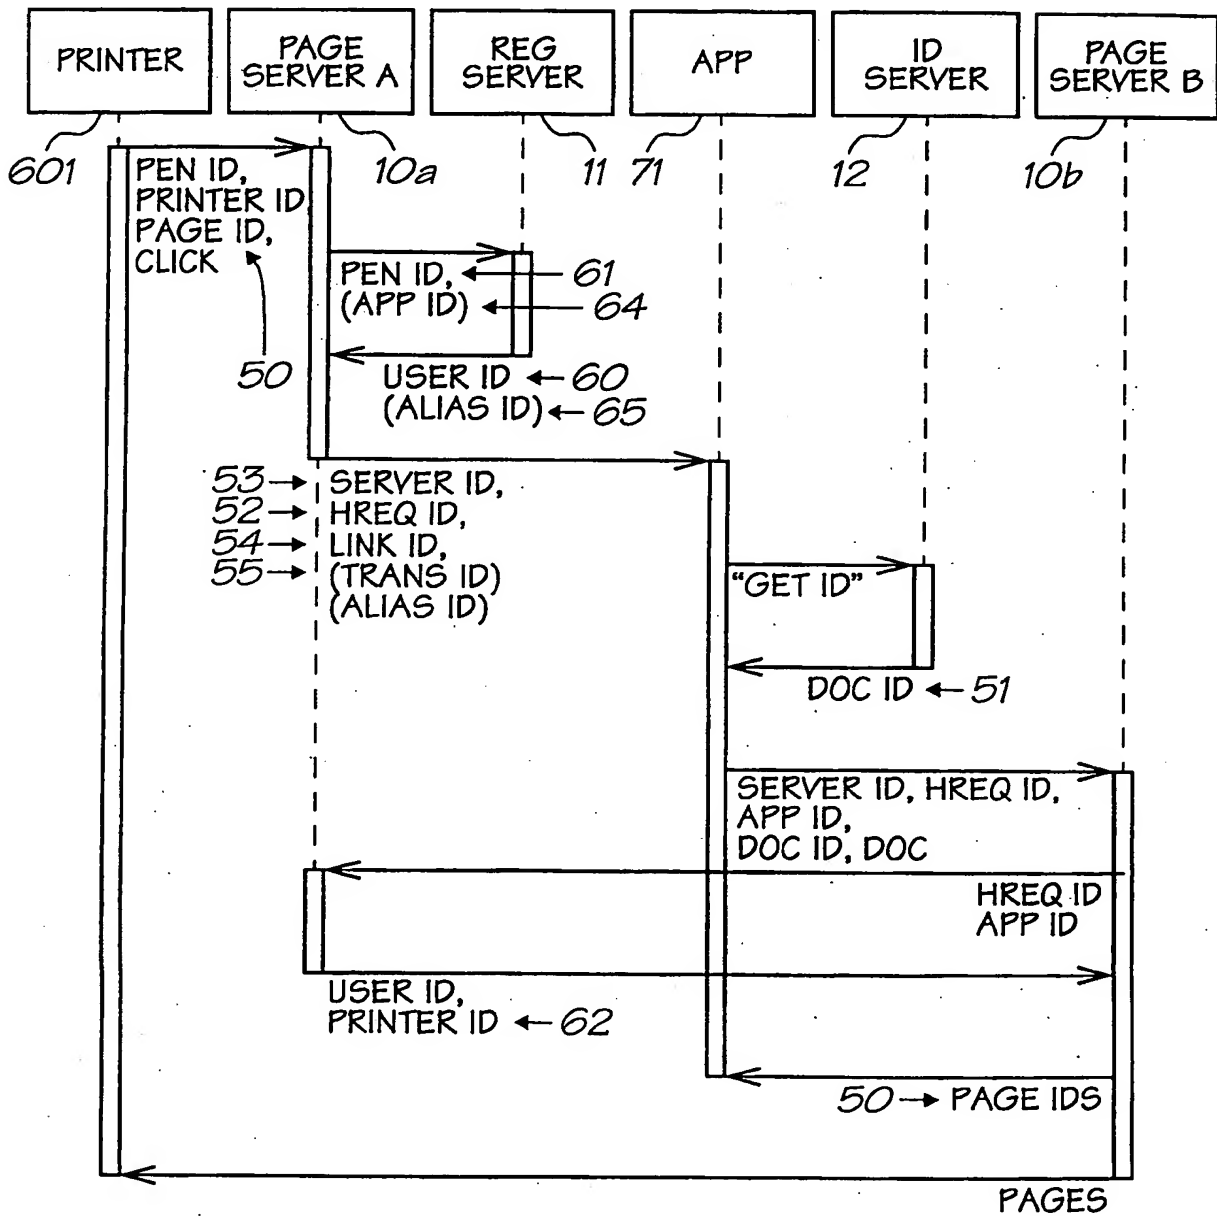 PRINTER
PAGE
SERVER A
REG
SERVER
APP
ID
SERVER
PAGE
SERVER B
601
10a
11
71
12
10b
PEN ID,
PRINTER ID
PAGE ID,
CLICK
50
PEN ID, 61
(APP ID) 64
USER ID 60
(ALIAS ID) 65
53 SERVER ID,
52 HREQ ID,
54 LINK ID,
55 (TRANS ID)
(ALIAS ID)
“GET ID”
DOC ID 51
SERVER ID, HREQ ID,
APP ID,
DOC ID, DOC
HREQ ID
APP ID
USER ID,
PRINTER ID 62
50 PAGE IDS
PAGES